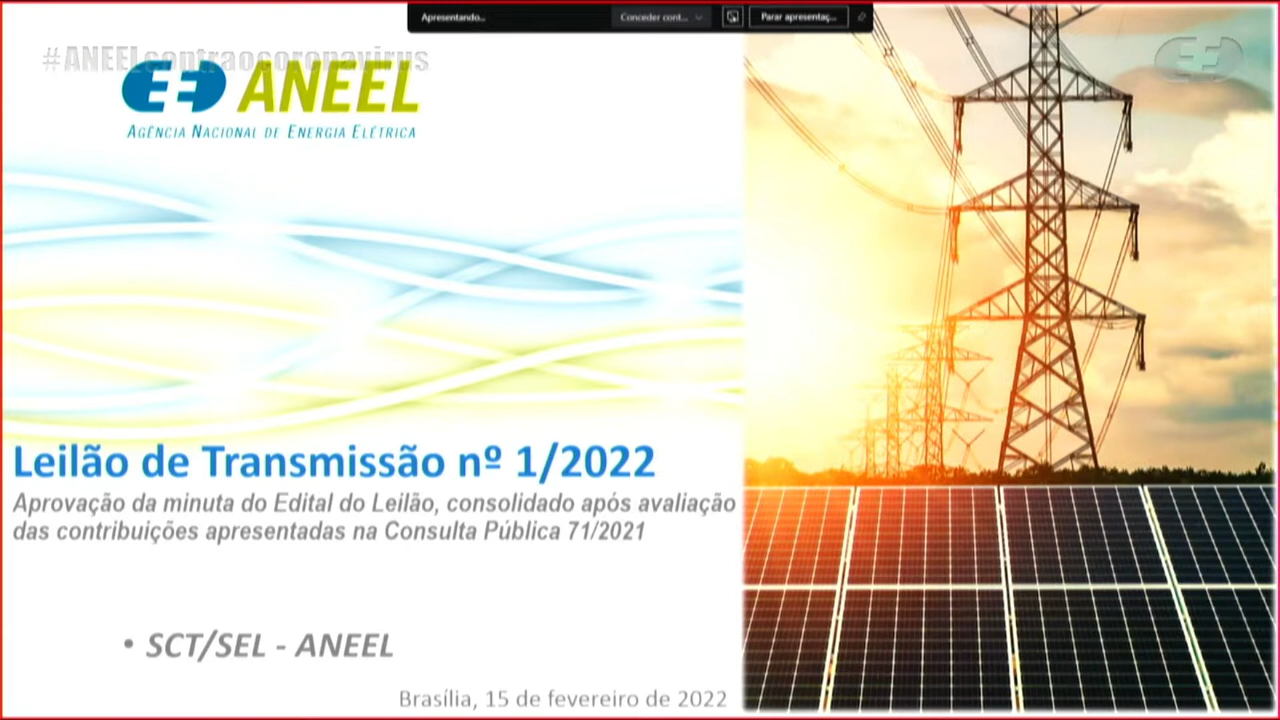 Apresentando...
Conceder cont...
Parar apresentaç...
#ANEELcontraocoronavirus
ANEEL
AGÊNCIA NACIONAL DE ENERGIA ELÉTRICA
Leilão de Transmissão nº 1/2022
Aprovação da minuta do Edital do Leilão, consolidado após avaliação
das contribuições apresentadas na Consulta Pública 71/2021
• SCT/SEL - ANEEL
Brasília, 15 de fevereiro de 2022